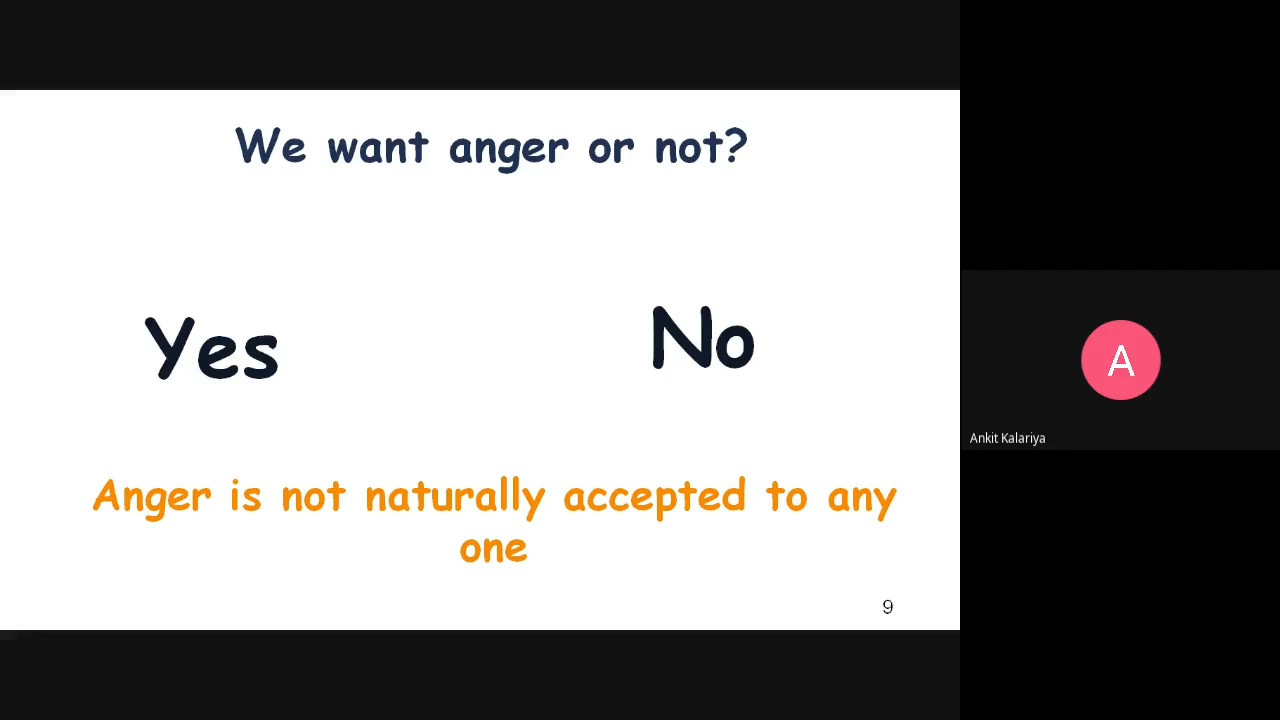 We want anger or not?
Yes
No
Anger is not naturally accepted to any
one
9
A
Ankit Kalariya